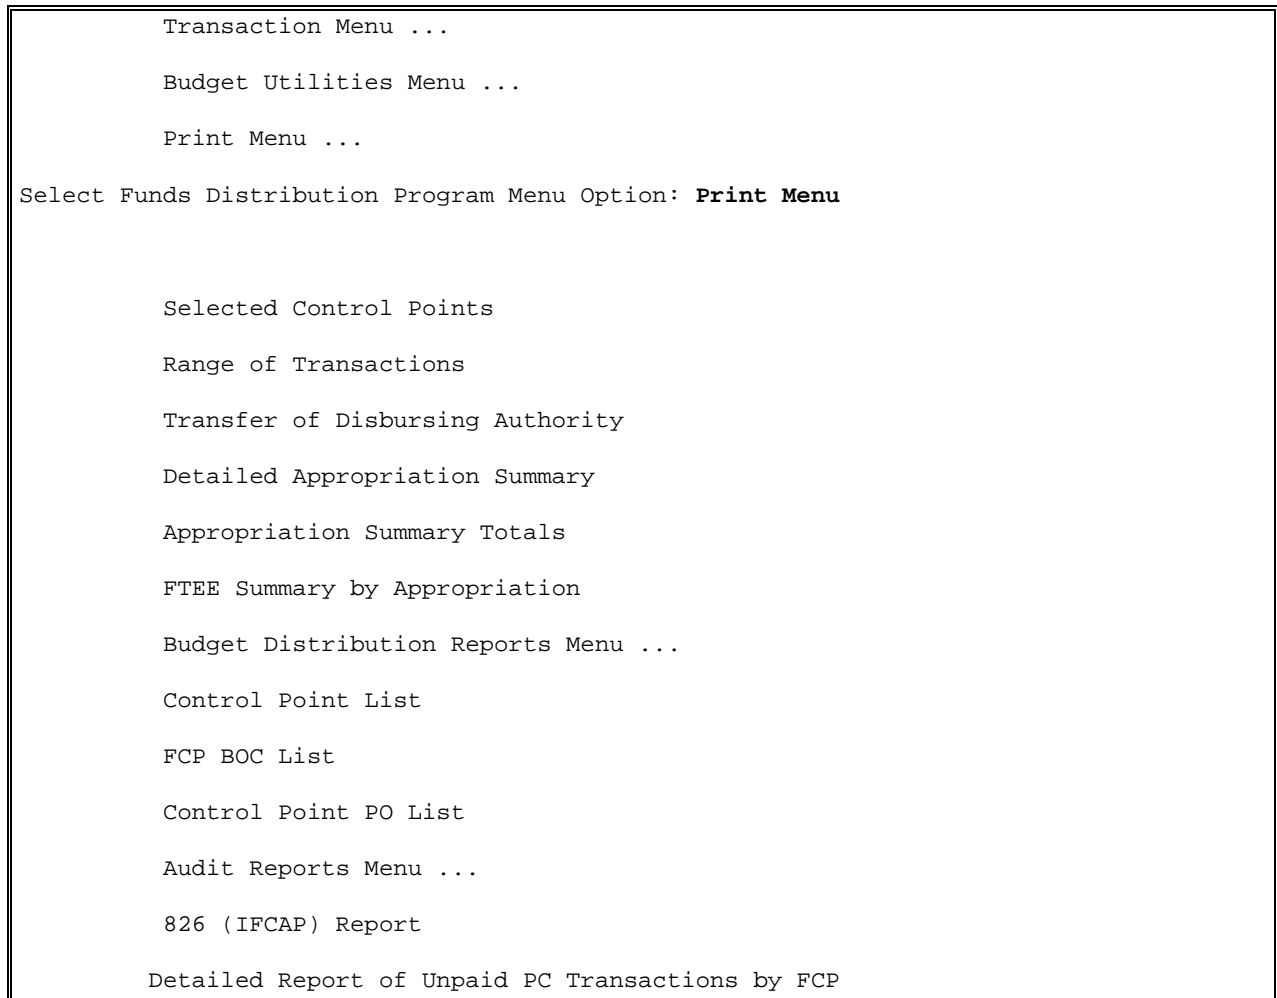 Transaction Menu ...
Budget Utilities Menu ...
Print Menu ...
Select Funds Distribution Program Menu Option: Print Menu
Selected Control Points
Range of Transactions
Transfer of Disbursing Authority
Detailed Appropriation Summary
Appropriation Summary Totals
FTEE Summary by Appropriation
Budget Distribution Reports Menu ...
Control Point List
FCP BOC List
Control Point PO List
Audit Reports Menu ...
826 (IFCAP) Report
Detailed Report of Unpaid PC Transactions by FCP